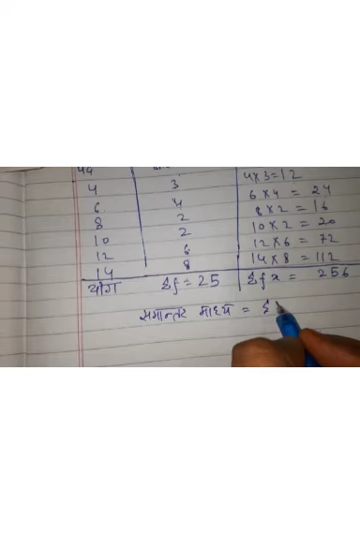 4 3 4×3=12
6 4 6×4 = 24
8 2 8×2 = 16
10 2 10×2 = 20
12 6 12×6 = 72
14 8 14×8 = 112
योग Σf = 25 Σfx = 256
समान्तर माध्य = Σ